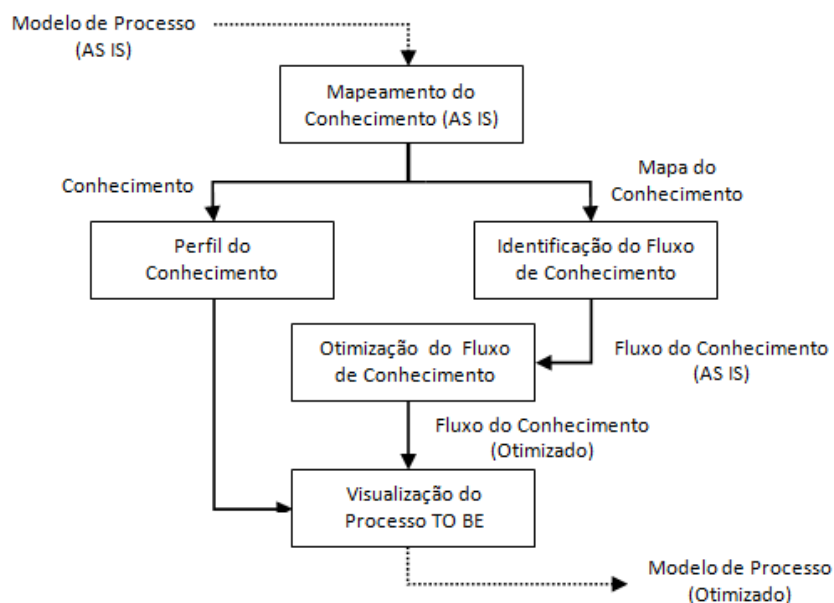 Modelo de Processo
(AS IS)
Mapeamento do
Conhecimento (AS IS)
Conhecimento
Mapa do
Conhecimento
Perfil do
Conhecimento
Identificação do Fluxo
de Conhecimento
Otimização do Fluxo
de Conhecimento
Fluxo do Conhecimento
(AS IS)
Fluxo do Conhecimento
(Otimizado)
Visualização do
Processo TO BE
Modelo de Processo
(Otimizado)